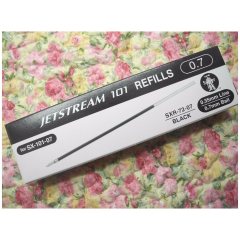 JETSTREAM 101 REFILLS 0.7
for SX-101-07
SXR-72-07
BLACK
0.35mm Line
0.7mm Ball